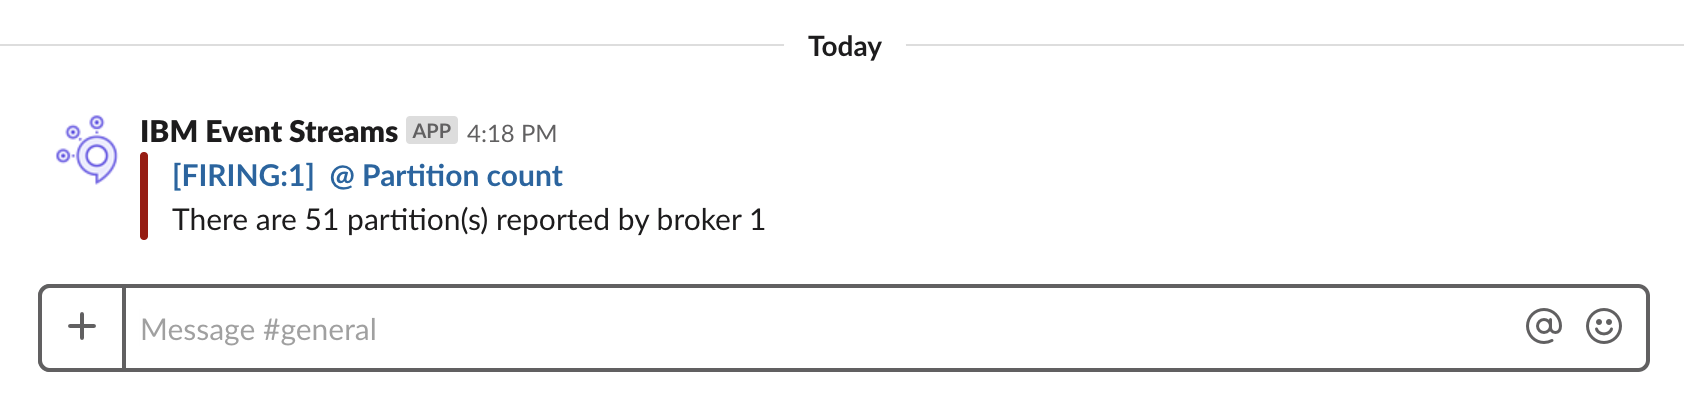 Today
IBM Event Streams APP 4:18 PM
[FIRING:1]  @ Partition count
There are 51 partition(s) reported by broker 1
Message #general